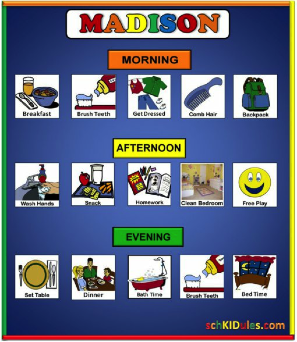 MADISON
MORNING
Breakfast Brush Teeth Get Dressed Comb Hair Backpack
AFTERNOON
Wash Hands Snack Homework Clean Bedroom Free Play
EVENING
Set Table Dinner Bath Time Brush Teeth Bed Time
schKIDules.com